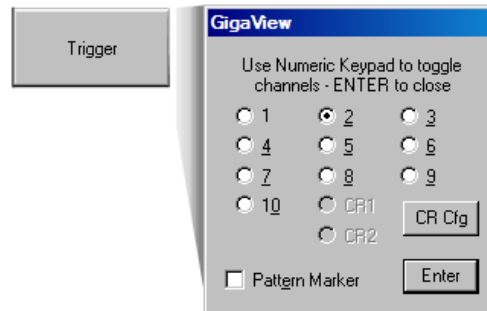 Trigger
GigaView
Use Numeric Keypad to toggle
channels - ENTER to close
1 2 3
4 5 6
7 8 9
10 CR1
CR Cfg
CR2
Pattern Marker Enter